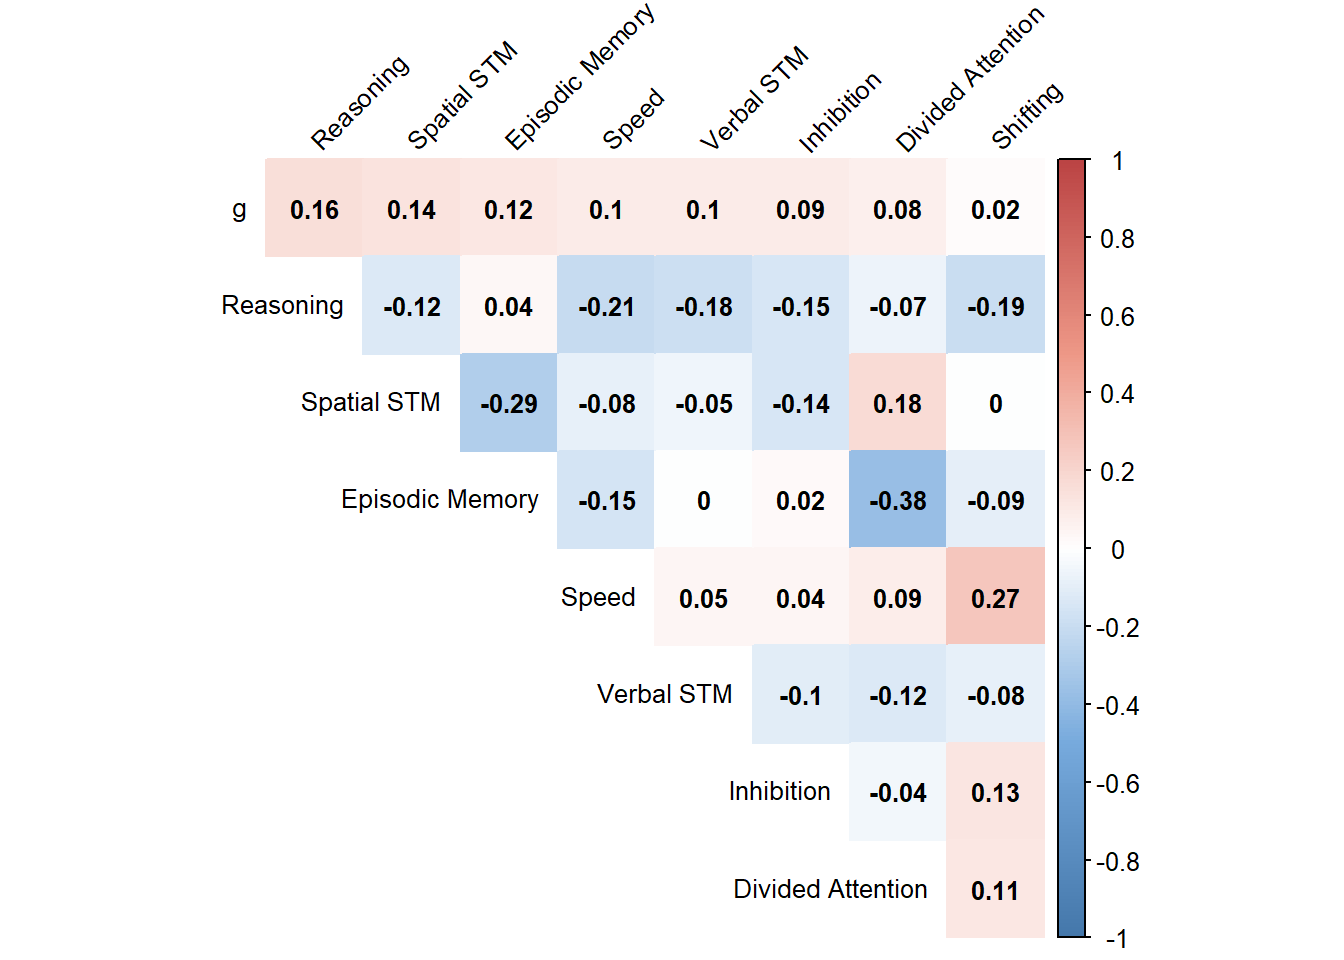 Reasoning Spatial STM Episodic Memory Speed Verbal STM Inhibition Divided Attention Shifting
g 0.16 0.14 0.12 0.1 0.1 0.09 0.08 0.02
Reasoning -0.12 0.04 -0.21 -0.18 -0.15 -0.07 -0.19
Spatial STM -0.29 -0.08 -0.05 -0.14 0.18 0
Episodic Memory -0.15 0 0.02 -0.38 -0.09
Speed 0.05 0.04 0.09 0.27
Verbal STM -0.1 -0.12 -0.08
Inhibition -0.04 0.13
Divided Attention 0.11
1
0.8
0.6
0.4
0.2
0
-0.2
-0.4
-0.6
-0.8
-1